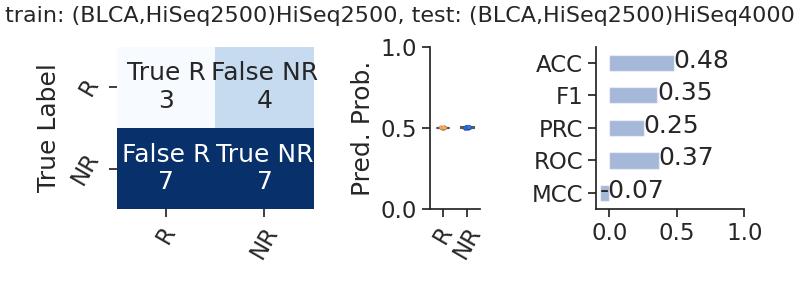 train: (BLCA,HiSeq2500)HiSeq2500, test: (BLCA,HiSeq2500)HiSeq4000
True Label
R
NR
True R
3
False NR
4
False R
7
True NR
7
R
NR
Pred. Prob.
1.0
0.5
0.0
R
NR
ACC
0.48
F1
0.35
PRC
0.25
ROC
0.37
MCC
-0.07
0.0
0.5
1.0